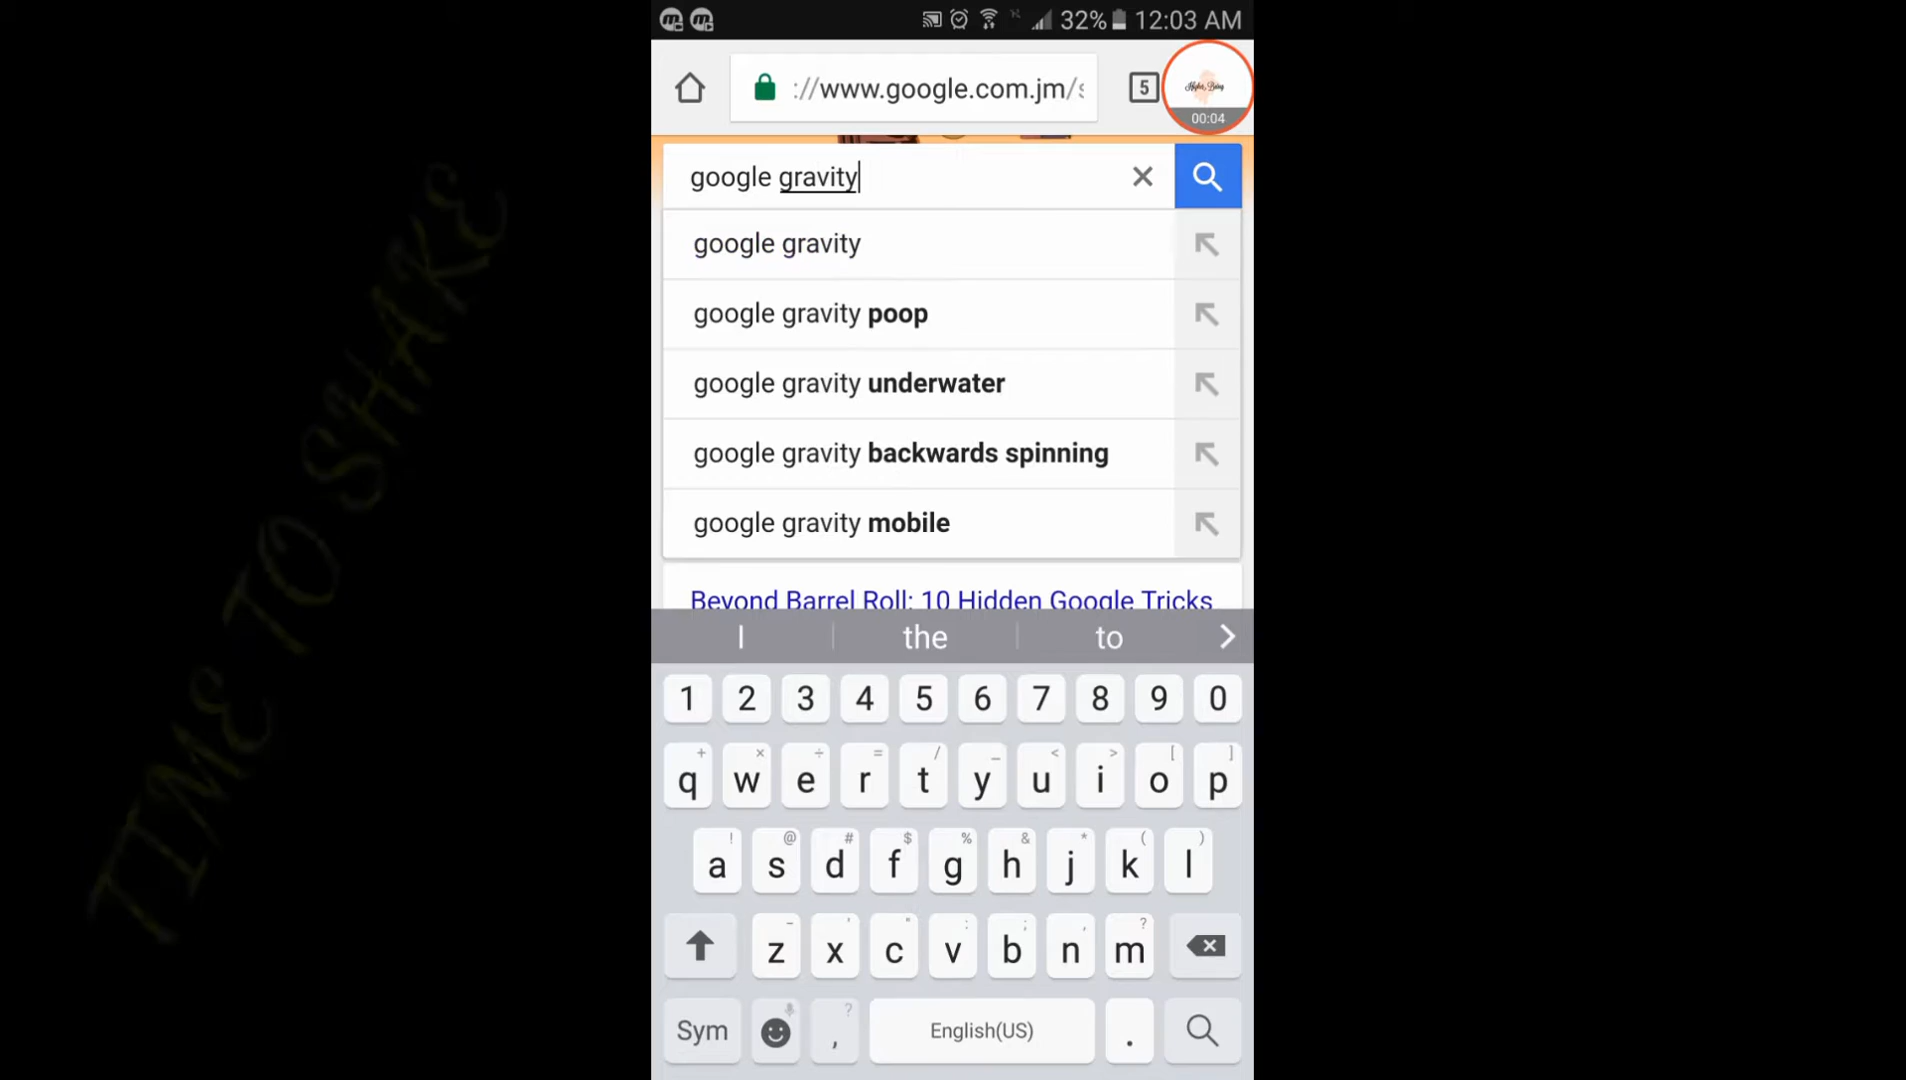 TIME TO SHAKE
32% 12:03 AM
://www.google.com.jm/s
5
Higher Being
00:04
google gravity
google gravity
google gravity poop
google gravity underwater
google gravity backwards spinning
google gravity mobile
Beyond Barrel Roll: 10 Hidden Google Tricks
I the to
1 2 3 4 5 6 7 8 9 0
+ × ÷ = / _ < > [ ]
q w e r t y u i o p
! @ # $ % & * ( )
a s d f g h j k l
- ' " : ; , ?
z x c v b n m
?
Sym , English(US) .